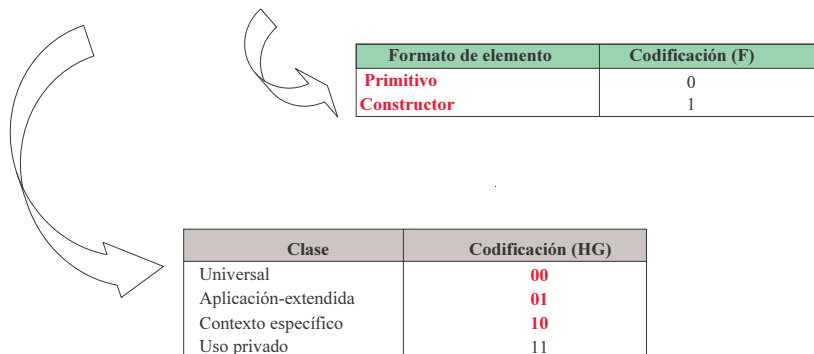 Formato de elemento Codificación (F)
Primitivo 0
Constructor 1
Clase Codificación (HG)
Universal 00
Aplicación-extendida 01
Contexto específico 10
Uso privado 11